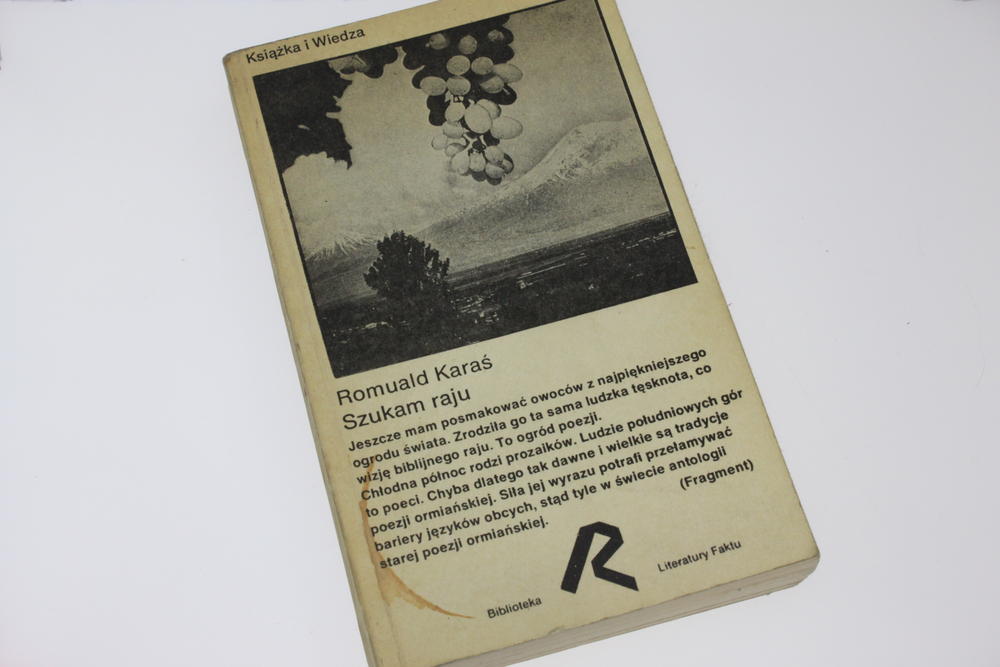 Książka i Wiedza
Romuald Karaś
Szukam raju
Jeszcze mam posmakować owoców z najpiękniejszego
ogrodu świata. Zrodziła go ta sama ludzka tęsknota, co
wizję biblijnego raju. To ogród poezji.
Chłodna północ rodzi prozaików. Ludzie południowych gór
to poeci. Chyba dlatego tak dawne i wielkie są tradycje
poezji ormiańskiej. Siła jej wyrazu potrafi przełamywać
bariery języków obcych, stąd tyle w świecie antologii
starej poezji ormiańskiej.
(Fragment)
Biblioteka R Literatury Faktu